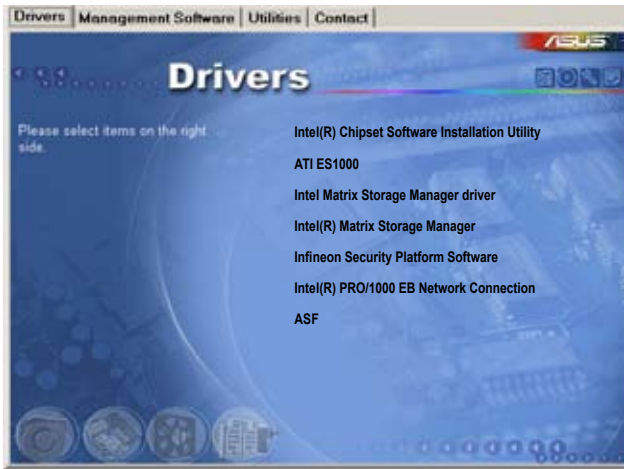 Drivers Management Software Utilities Contact
ASUS
Drivers
Please select items on the right
side.
Intel(R) Chipset Software Installation Utility
ATI ES1000
Intel Matrix Storage Manager driver
Intel(R) Matrix Storage Manager
Infineon Security Platform Software
Intel(R) PRO/1000 EB Network Connection
ASF